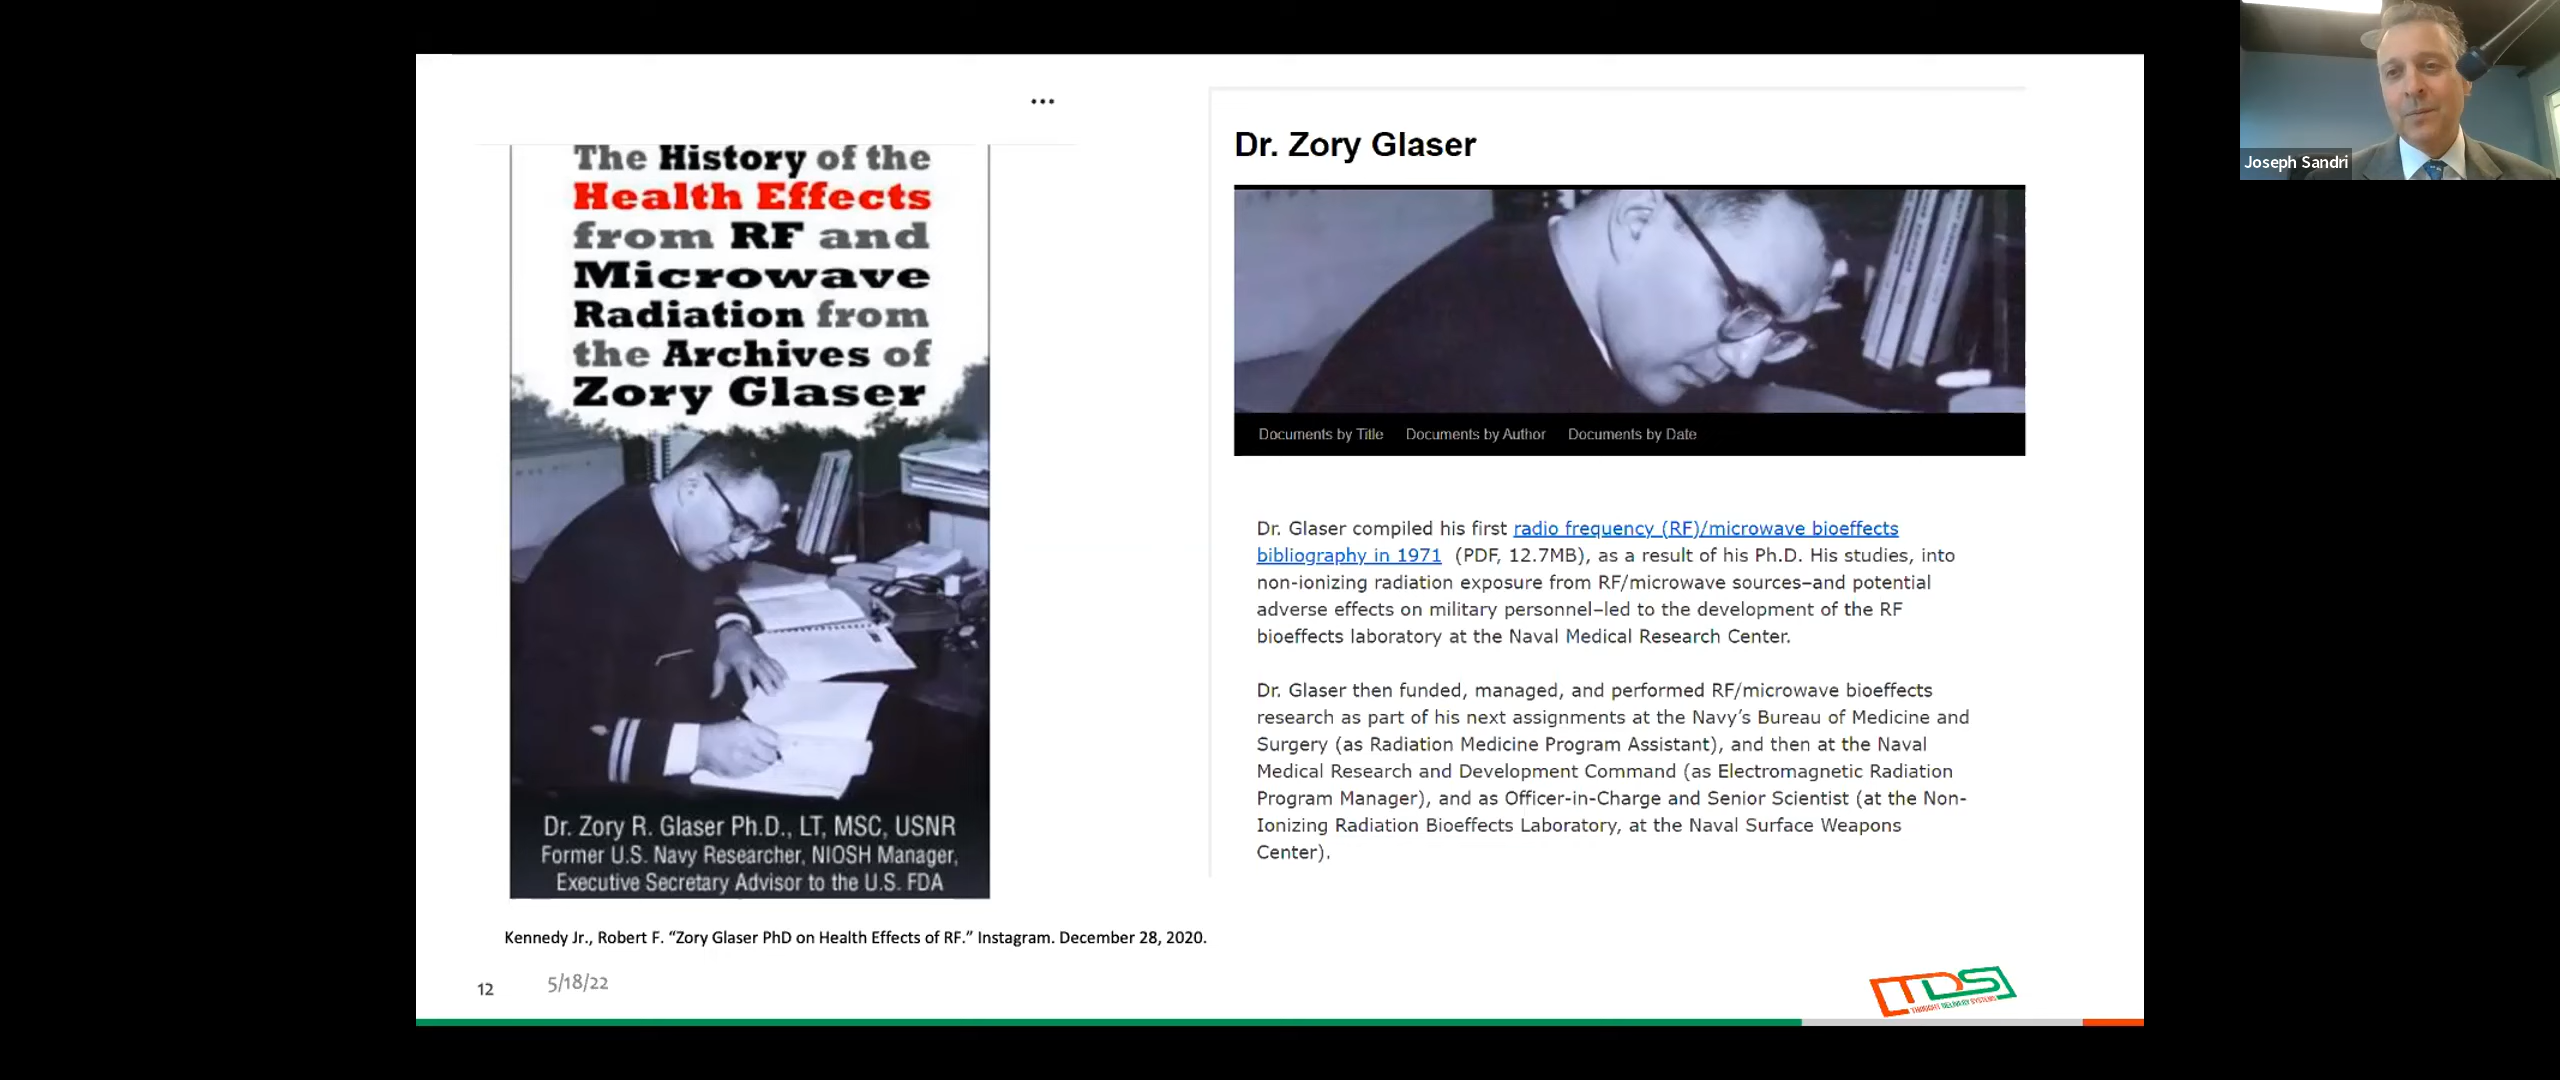 •••
The History of the
Health Effects
from RF and
Microwave
Radiation from
the Archives of
Zory Glaser
Dr. Zory R. Glaser Ph.D., LT, MSC, USNR
Former U.S. Navy Researcher, NIOSH Manager,
Executive Secretary Advisor to the U.S. FDA
Kennedy Jr., Robert F. “Zory Glaser PhD on Health Effects of RF.” Instagram. December 28, 2020.
12
5/18/22
Dr. Zory Glaser
Documents by Title Documents by Author Documents by Date
Dr. Glaser compiled his first radio frequency (RF)/microwave bioeffects
bibliography in 1971 (PDF, 12.7MB), as a result of his Ph.D. His studies, into
non-ionizing radiation exposure from RF/microwave sources–and potential
adverse effects on military personnel–led to the development of the RF
bioeffects laboratory at the Naval Medical Research Center.
Dr. Glaser then funded, managed, and performed RF/microwave bioeffects
research as part of his next assignments at the Navy’s Bureau of Medicine and
Surgery (as Radiation Medicine Program Assistant), and then at the Naval
Medical Research and Development Command (as Electromagnetic Radiation
Program Manager), and as Officer-in-Charge and Senior Scientist (at the Non-
Ionizing Radiation Bioeffects Laboratory, at the Naval Surface Weapons
Center).
TDS
THOUGHT DELIVERY SYSTEMS
Joseph Sandri